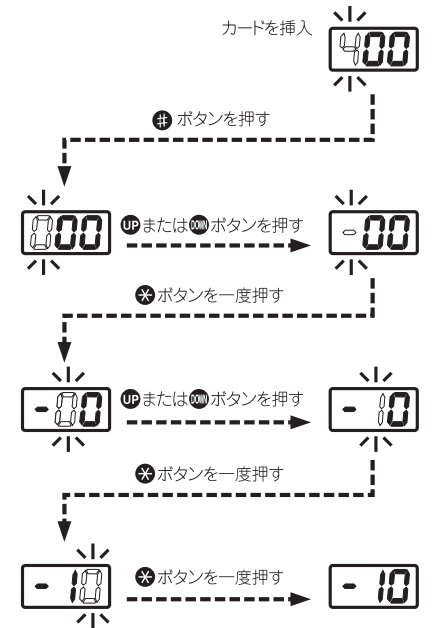 カードを挿入
400
# ボタンを押す
000
UPまたはDOWNボタンを押す
-00
*ボタンを一度押す
-00
UPまたはDOWNボタンを押す
-10
*ボタンを一度押す
-10
*ボタンを一度押す
-10